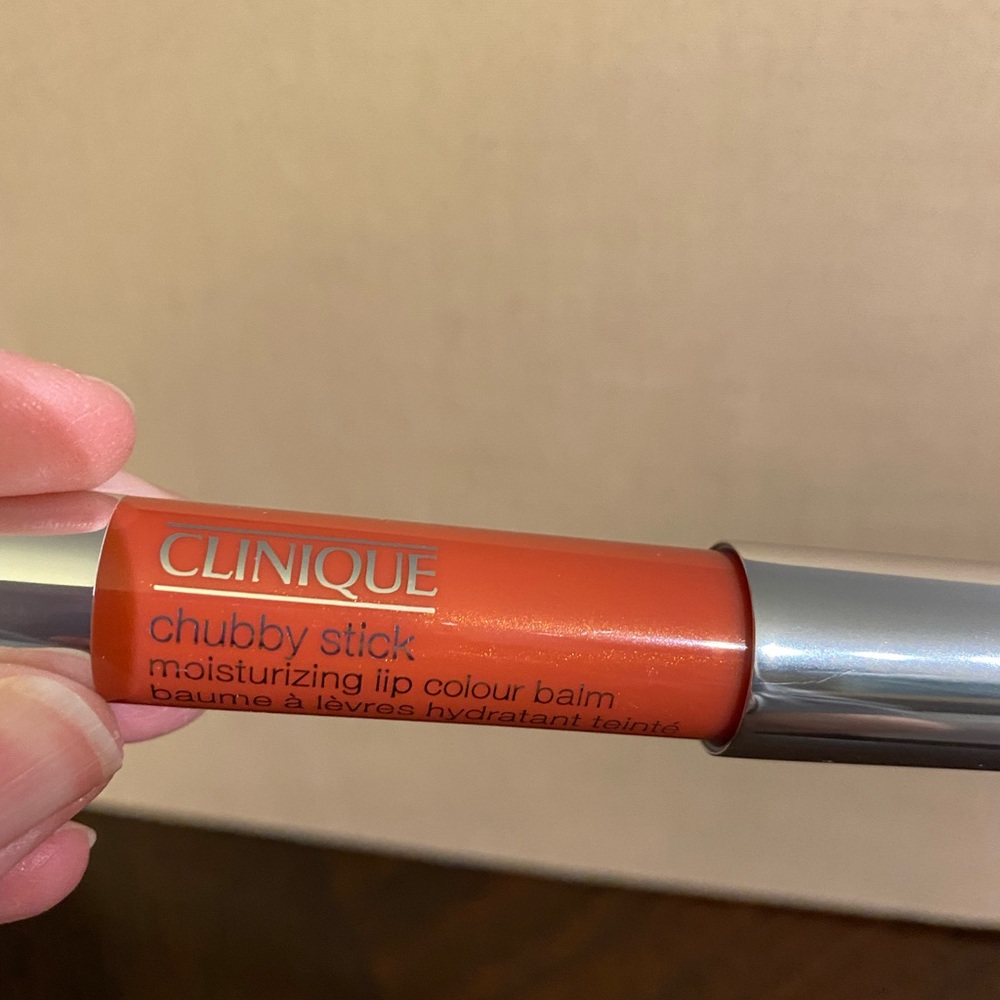 CLINIQUE
chubby stick
moisturizing lip colour balm
baume à lèvres hydratant teinté